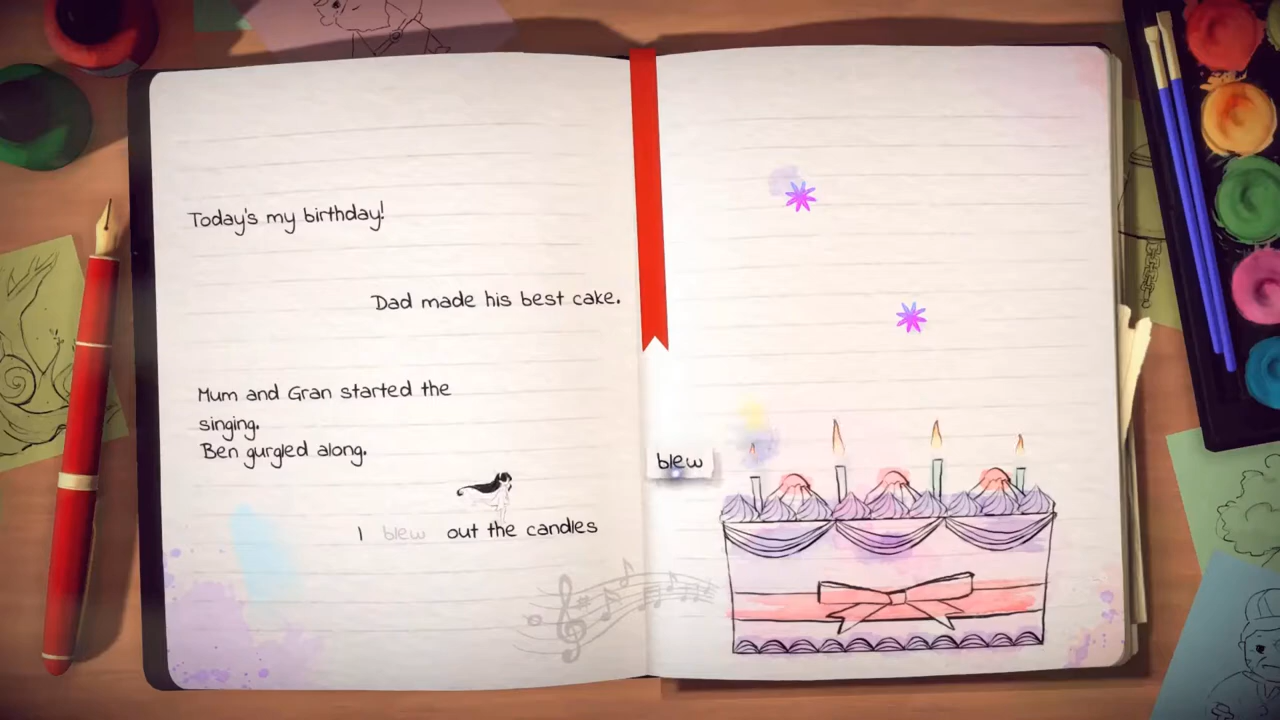 Today's my birthday!
Dad made his best cake.
Mum and Gran started the
singing.
Ben gurgled along.
I blew out the candles
blew